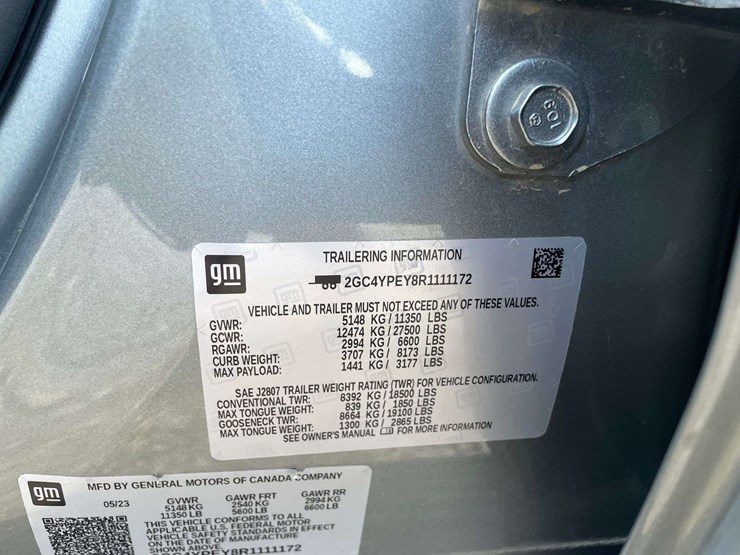 10.9
gm
TRAILERING INFORMATION
2GC4YPEY8R1111172
VEHICLE AND TRAILER MUST NOT EXCEED ANY OF THESE VALUES.
GVWR: 5148 KG / 11350 LBS
GCWR: 12474 KG / 27500 LBS
RGAWR: 2994 KG / 6600 LBS
CURB WEIGHT: 3707 KG / 8173 LBS
MAX PAYLOAD: 1441 KG / 3177 LBS
SAE J2807 TRAILER WEIGHT RATING (TWR) FOR VEHICLE CONFIGURATION.
CONVENTIONAL TWR: 8392 KG / 18500 LBS
MAX TONGUE WEIGHT: 839 KG / 1850 LBS
GOOSENECK TWR: 8664 KG / 19100 LBS
MAX TONGUE WEIGHT: 1300 KG / 2865 LBS
SEE OWNER'S MANUAL FOR MORE INFORMATION
gm
MFD BY GENERAL MOTORS OF CANADA COMPANY
05/23 GVWR GAWR FRT GAWR RR
5148 KG 2540 KG 2994 KG
11350 LB 5600 LB 6600 LB
THIS VEHICLE CONFORMS TO ALL
APPLICABLE U.S. FEDERAL MOTOR
VEHICLE SAFETY STANDARDS IN EFFECT
ON THE DATE OF MANUFACTURE
SHOWN ABOVE.
2GC4YPEY8R1111172